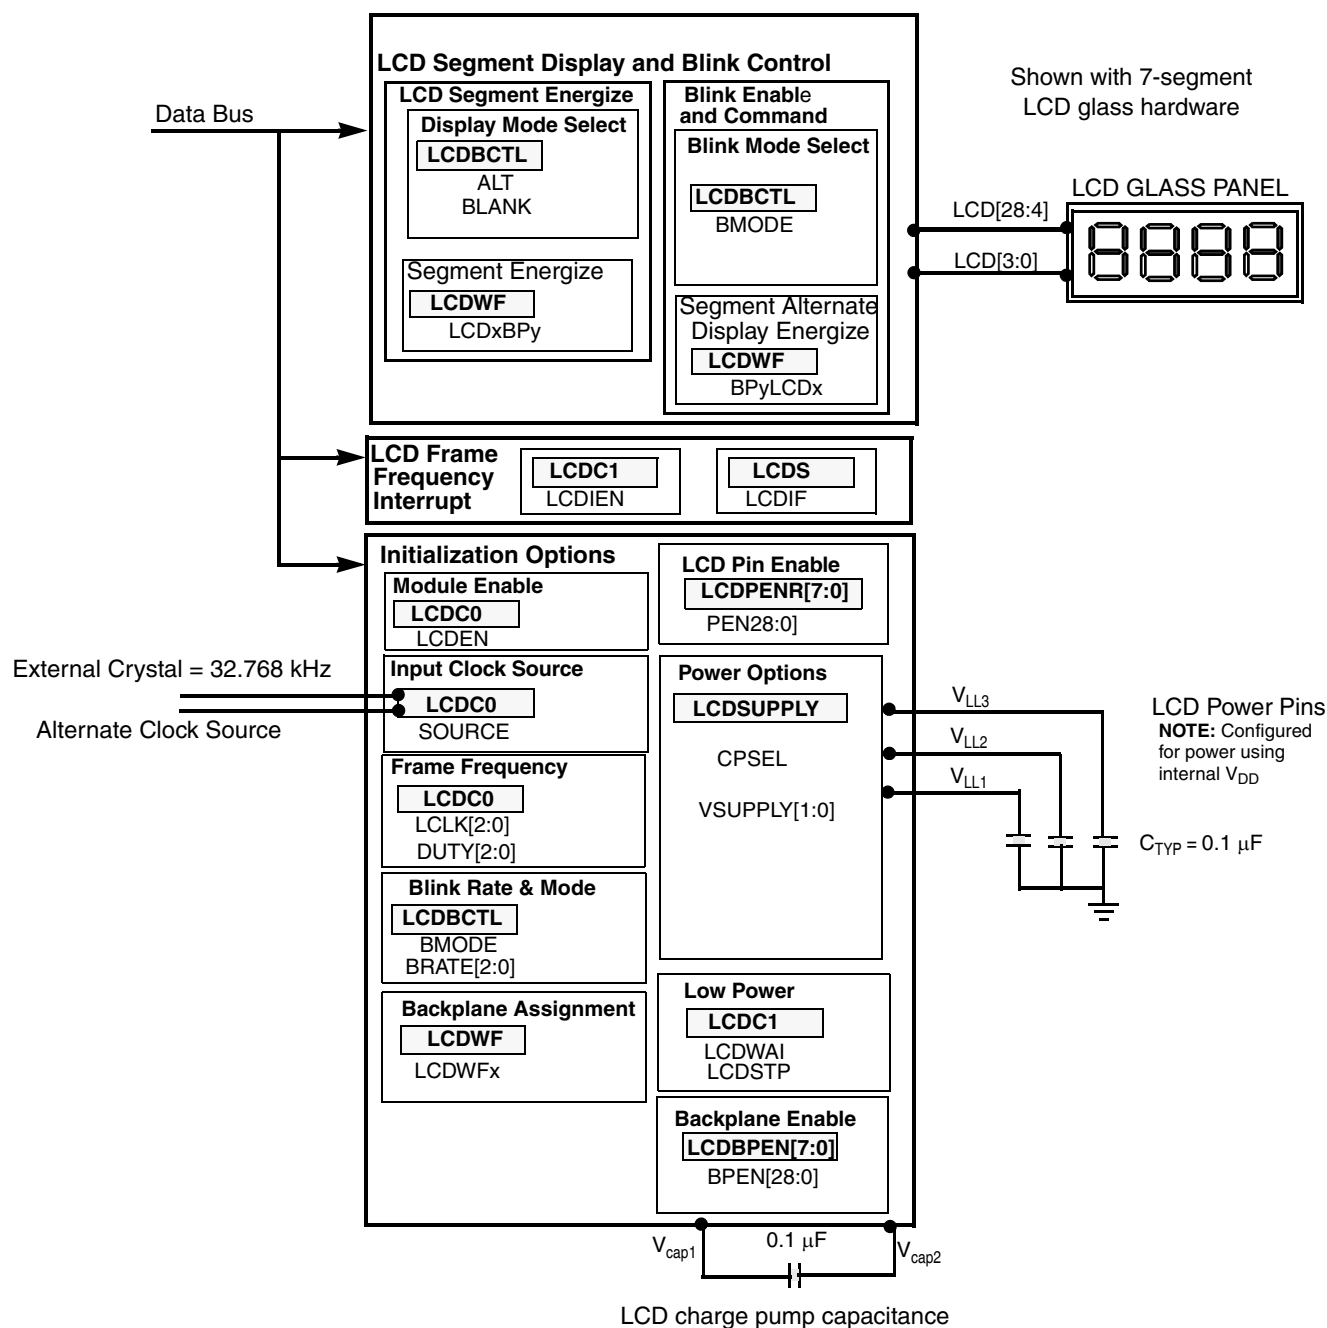 LCD Segment Display and Blink Control
LCD Segment Energize
Display Mode Select
LCDBCTL
ALT
BLANK
Segment Energize
LCDWF
LCDxBPy
Blink Enable
and Command
Blink Mode Select
LCDBCTL
BMODE
Segment Alternate
Display Energize
LCDWF
BPyLCDx
Data Bus
Shown with 7-segment
LCD glass hardware
LCD GLASS PANEL
LCD[28:4]
LCD[3:0]
LCD Frame
Frequency
Interrupt
LCDC1
LCDIEN
LCDS
LCDIF
Initialization Options
Module Enable
LCDC0
LCDEN
Input Clock Source
LCDC0
SOURCE
External Crystal = 32.768 kHz
Alternate Clock Source
Frame Frequency
LCDC0
LCLK[2:0]
DUTY[2:0]
Blink Rate & Mode
LCDBCTL
BMODE
BRATE[2:0]
Backplane Assignment
LCDWF
LCDWFx
LCD Pin Enable
LCDPENR[7:0]
PEN28:0]
Power Options
LCDSUPPLY
CPSEL
VSUPPLY[1:0]
Low Power
LCDC1
LCDWAI
LCDSTP
Backplane Enable
LCDBPEN[7:0]
BPEN[28:0]
VLL3
VLL2
VLL1
LCD Power Pins
NOTE: Configured
for power using
internal VDD
CTYP = 0.1 µF
Vcap1
0.1 µF
Vcap2
LCD charge pump capacitance